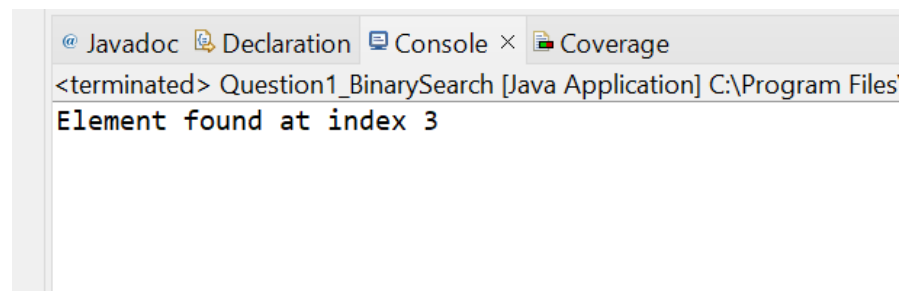 @ Javadoc Declaration Console × Coverage
<terminated> Question1_BinarySearch [Java Application] C:\Program Files\
Element found at index 3